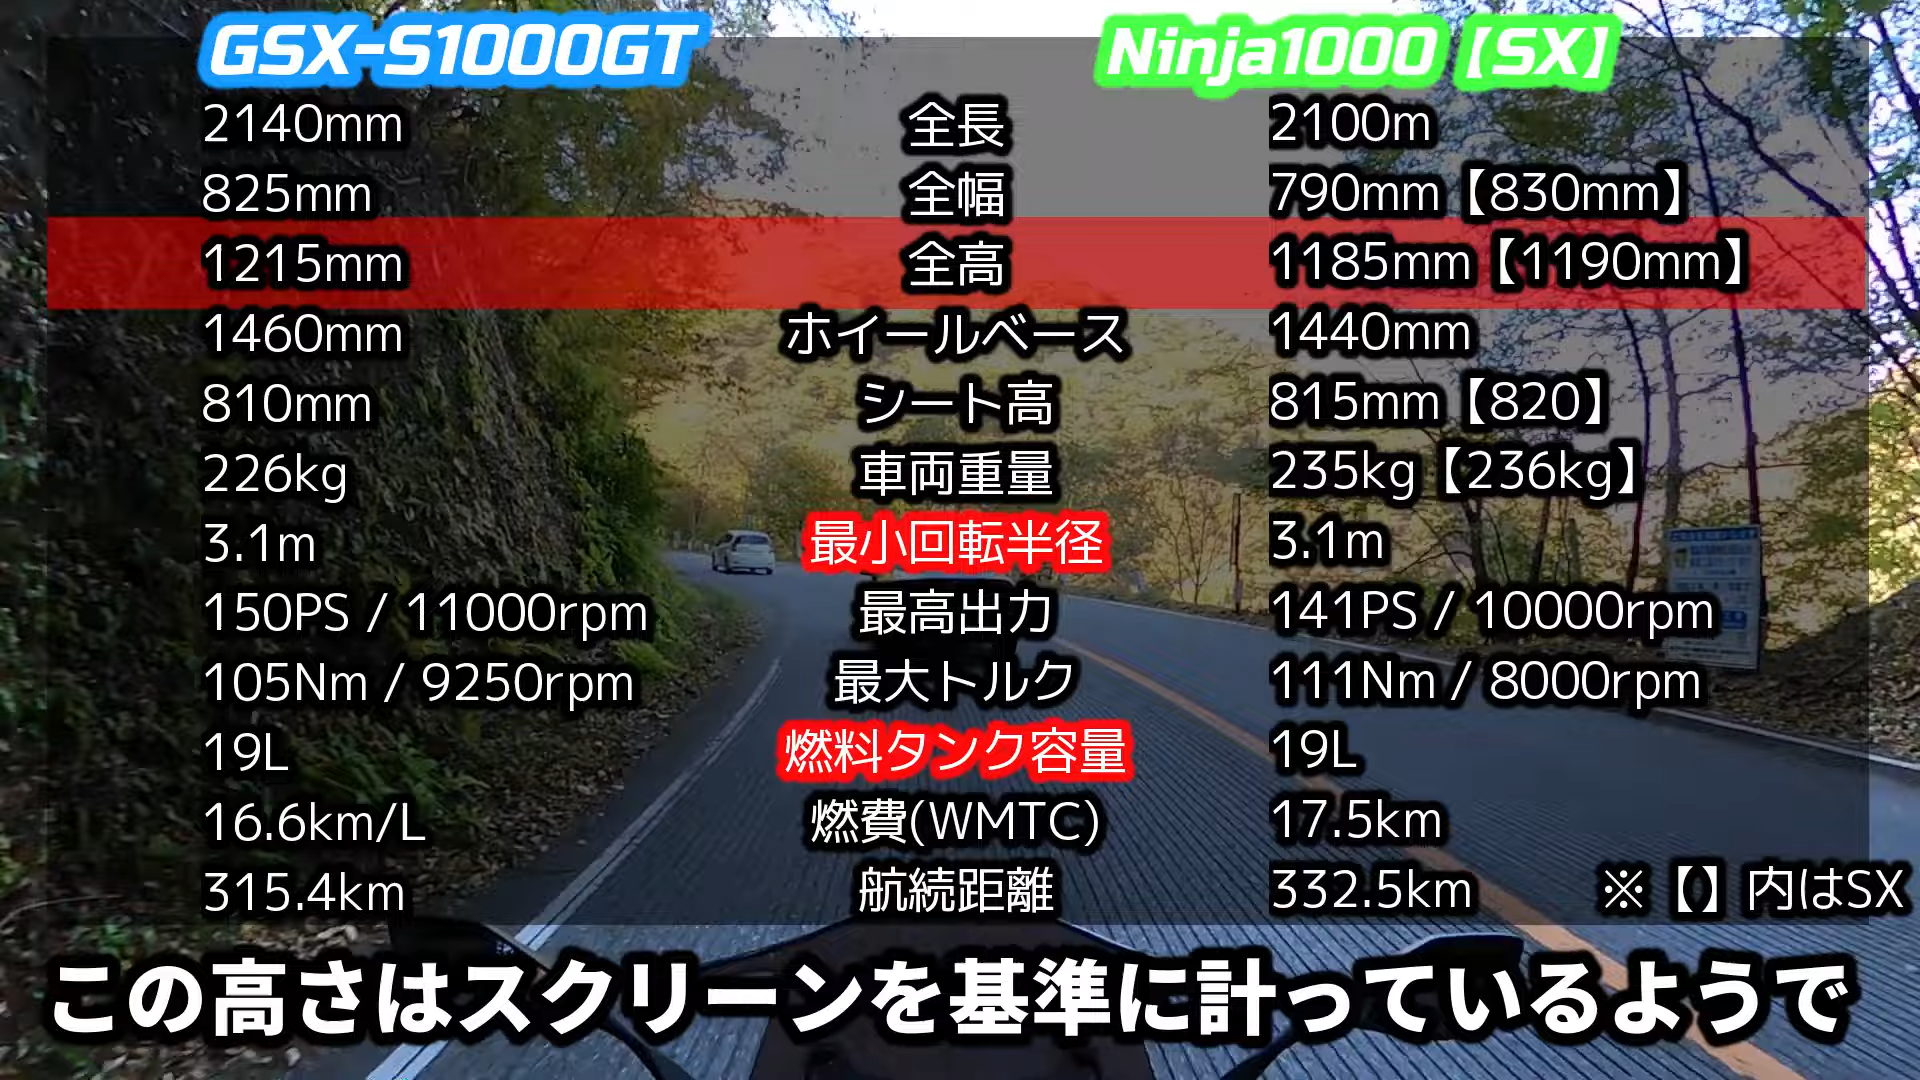 GSX-S1000GT Ninja1000【SX】
2140mm 全長 2100m
825mm 全幅 790mm【830mm】
1215mm 全高 1185mm【1190mm】
1460mm ホイールベース 1440mm
810mm シート高 815mm【820】
226kg 車両重量 235kg【236kg】
3.1m 最小回転半径 3.1m
150PS / 11000rpm 最高出力 141PS / 10000rpm
105Nm / 9250rpm 最大トルク 111Nm / 8000rpm
19L 燃料タンク容量 19L
16.6km/L 燃費(WMTC) 17.5km
315.4km 航続距離 332.5km ※【】内はSX
この高さはスクリーンを基準に計っているようで